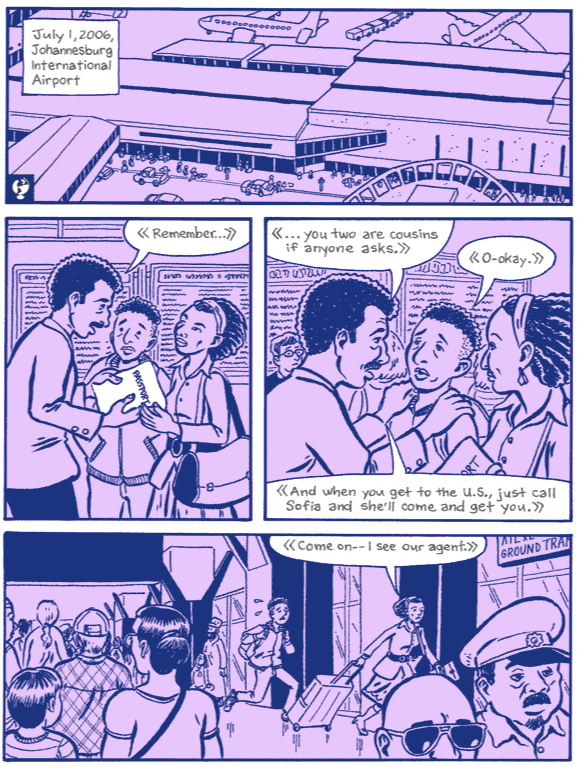 July 1, 2006,
Johannesburg
International
Airport
《Remember...》
《... you two are cousins
if anyone asks.》
《O-okay.》
PASSPORT
《And when you get to the U.S., just call
Sofia and she'll come and get you.》
《Come on--I see our agent.》
GROUND TRAN